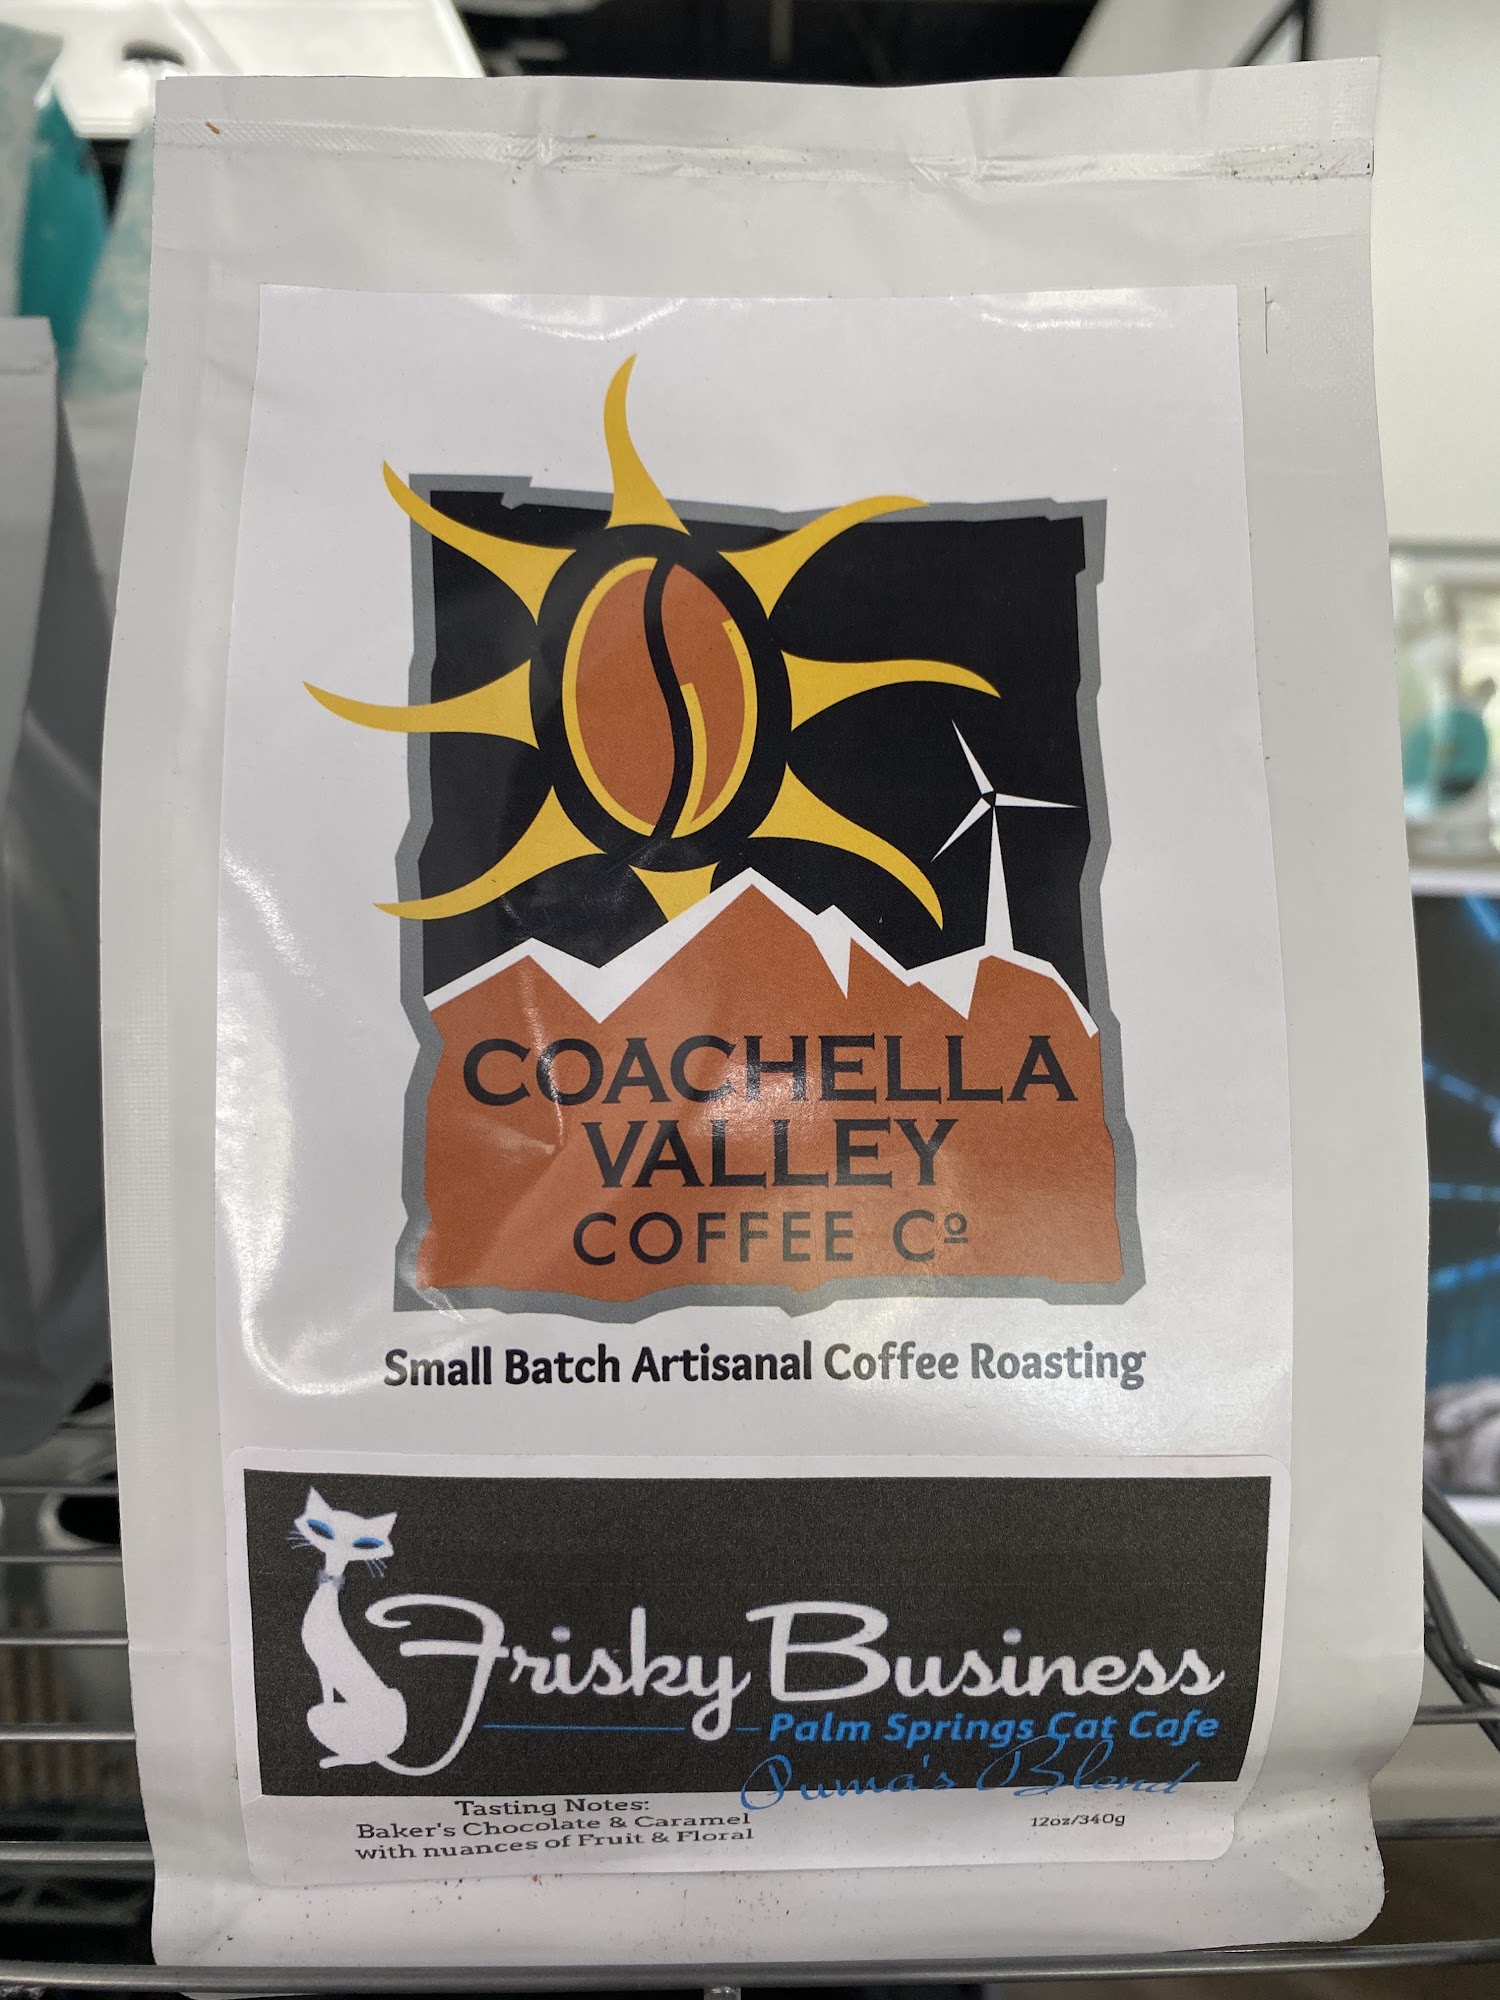 COACHELLA
VALLEY
COFFEE Cº
Small Batch Artisanal Coffee Roasting
Frisky Business
Palm Springs Cat Cafe
Puma's Blend
Tasting Notes:
Baker's Chocolate & Caramel
with nuances of Fruit & Floral
12oz/340g